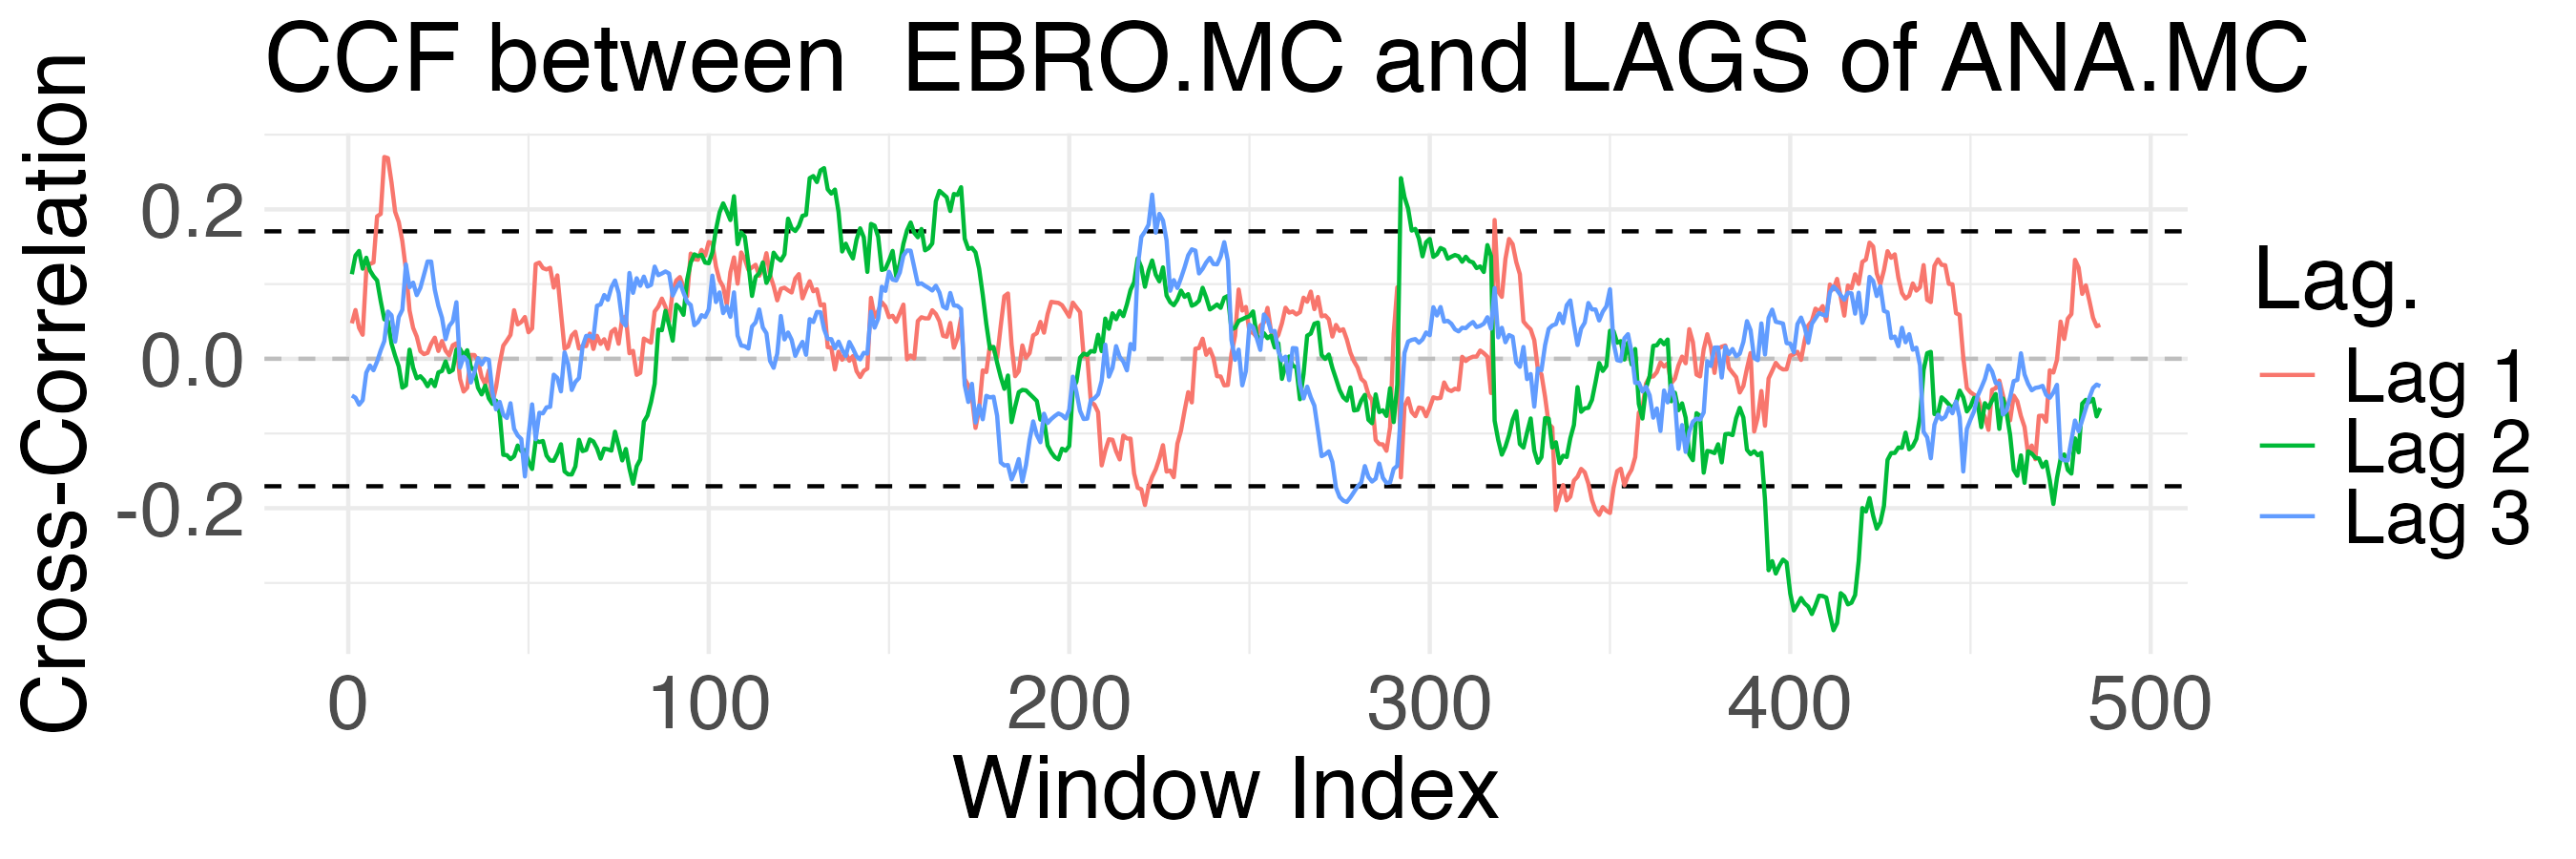 CCF between  EBRO.MC and LAGS of ANA.MC
Cross-Correlation
0.2
0.0
-0.2
0
100
200
300
400
500
Window Index
Lag.
Lag 1
Lag 2
Lag 3